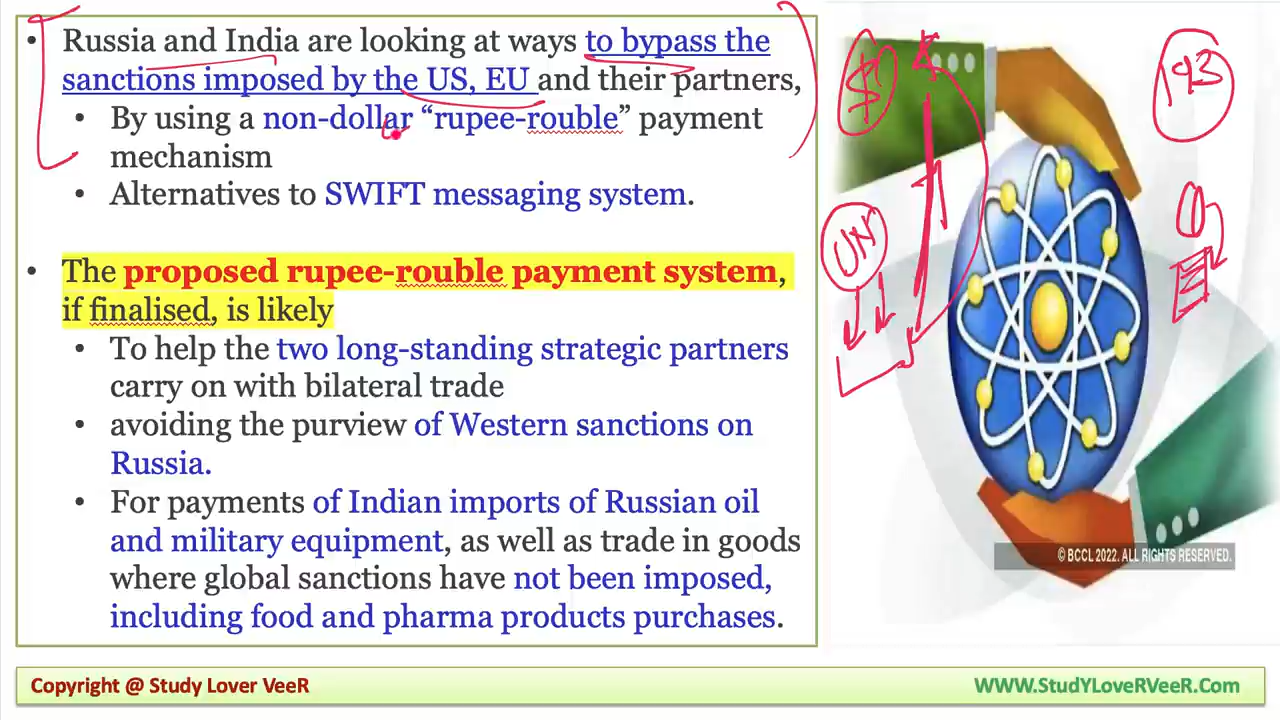 • Russia and India are looking at ways to bypass the
sanctions imposed by the US, EU and their partners,
• By using a non-dollar “rupee-rouble” payment
mechanism
• Alternatives to SWIFT messaging system.
• The proposed rupee-rouble payment system,
if finalised, is likely
• To help the two long-standing strategic partners
carry on with bilateral trade
• avoiding the purview of Western sanctions on
Russia.
• For payments of Indian imports of Russian oil
and military equipment, as well as trade in goods
where global sanctions have not been imposed,
including food and pharma products purchases.
$
193
UN
© BCCL 2022. ALL RIGHTS RESERVED.
Copyright @ Study Lover VeeR
WWW.StudYLoveRVeeR.Com